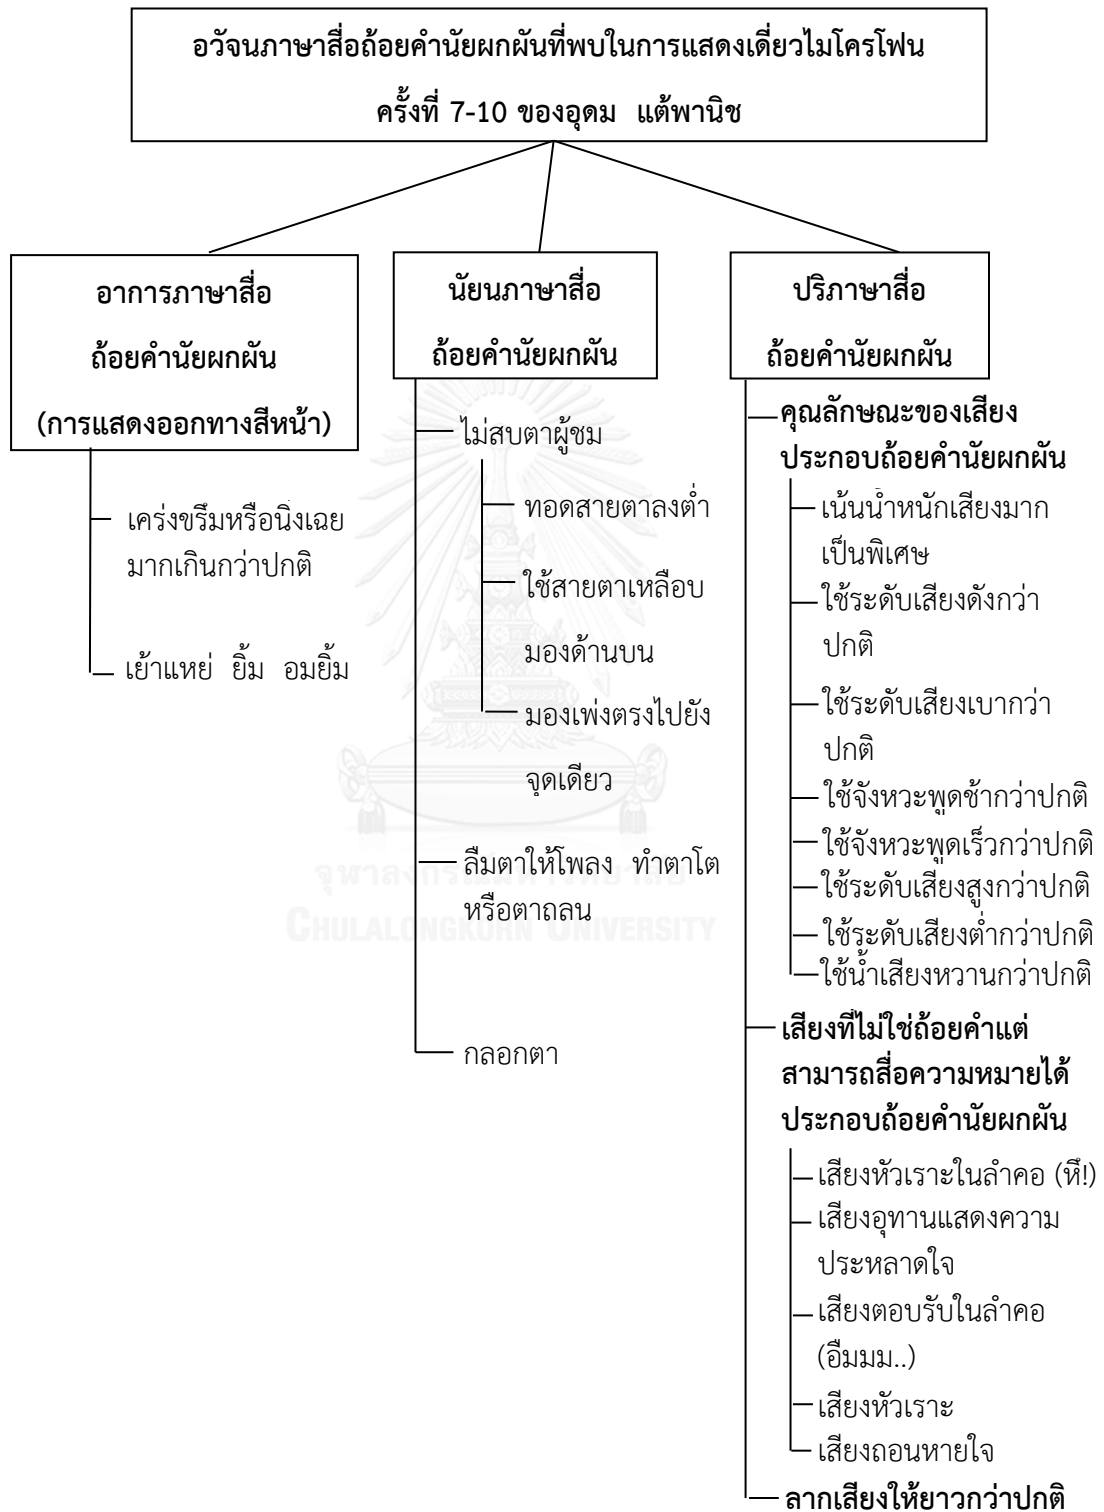 อวัจนภาษาสื่อถ้อยคำนัยผกผันที่พบในการแสดงเดี่ยวไมโครโฟน
ครั้งที่ 7-10 ของอุดม แต้พานิช
อาการภาษาสื่อ
ถ้อยคำนัยผกผัน
(การแสดงออกทางสีหน้า)
เคร่งขรึมหรือนิ่งเฉย
มากเกินกว่าปกติ
เย้าแหย่ ยิ้ม อมยิ้ม
นัยนภาษาสื่อ
ถ้อยคำนัยผกผัน
ไม่สบตาผู้ชม
ทอดสายตาลงต่ำ
ใช้สายตาเหลือบ
มองด้านบน
มองเพ่งตรงไปยัง
จุดเดียว
ลืมตาให้โพลง ทำตาโต
หรือตาถลน
กลอกตา
ปริภาษาสื่อ
ถ้อยคำนัยผกผัน
คุณลักษณะของเสียง
ประกอบถ้อยคำนัยผกผัน
เน้นน้ำหนักเสียงมาก
เป็นพิเศษ
ใช้ระดับเสียงดังกว่า
ปกติ
ใช้ระดับเสียงเบากว่า
ปกติ
ใช้จังหวะพูดช้ากว่าปกติ
ใช้จังหวะพูดเร็วกว่าปกติ
ใช้ระดับเสียงสูงกว่าปกติ
ใช้ระดับเสียงต่ำกว่าปกติ
ใช้น้ำเสียงหวานกว่าปกติ
เสียงที่ไม่ใช่ถ้อยคำแต่
สามารถสื่อความหมายได้
ประกอบถ้อยคำนัยผกผัน
เสียงหัวเราะในลำคอ (หึ!)
เสียงอุทานแสดงความ
ประหลาดใจ
เสียงตอบรับในลำคอ
(อืมมม..)
เสียงหัวเราะ
เสียงถอนหายใจ
ลากเสียงให้ยาวกว่าปกติ
จุฬาลงกรณ์มหาวิทยาลัย
CHULALONGKORN UNIVERSITY